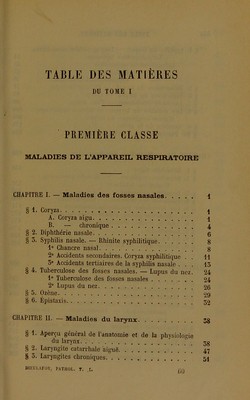 TABLE DES MATIÈRES
DU TOME I
PREMIÈRE CLASSE
MALADIES DE L'APPAREIL RESPIRATOIRE
CHAPITRE I. — Maladies des fosses nasales. . . . . 1
§ 1. Coryza. . . . . 1
A. Coryza aigu. . . . . 1
B. — chronique . . . . . 4
§ 2. Diphthérie nasale. . . . . 6
§ 3. Syphilis nasale. — Rhinite syphilitique. . . . . 8
1° Chancre nasal. . . . . 8
2° Accidents secondaires. Coryza syphilitique . . . 11
3° Accidents tertiaires de la syphilis nasale . . . 13
§ 4. Tuberculose des fosses nasales. — Lupus du nez. 24
1° Tuberculose des fosses nasales. . . . . 24
2° Lupus du nez. . . . . 26
§ 5. Ozène. . . . . 29
§ 6. Épistaxis. . . . . 32
CHAPITRE II. — Maladies du larynx. . . . . 38
§ 1. Aperçu général de l'anatomie et de la physiologie
du larynx. . . . . 38
§ 2. Laryngite catarrhale aiguë. . . . . 47
§ 3. Laryngites chroniques. . . . . 54
PATHOL. T. I.